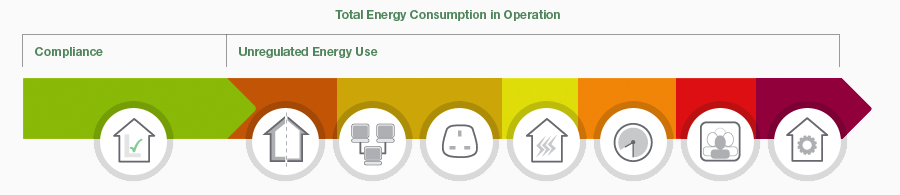 Total Energy Consumption in Operation
Compliance
Unregulated Energy Use